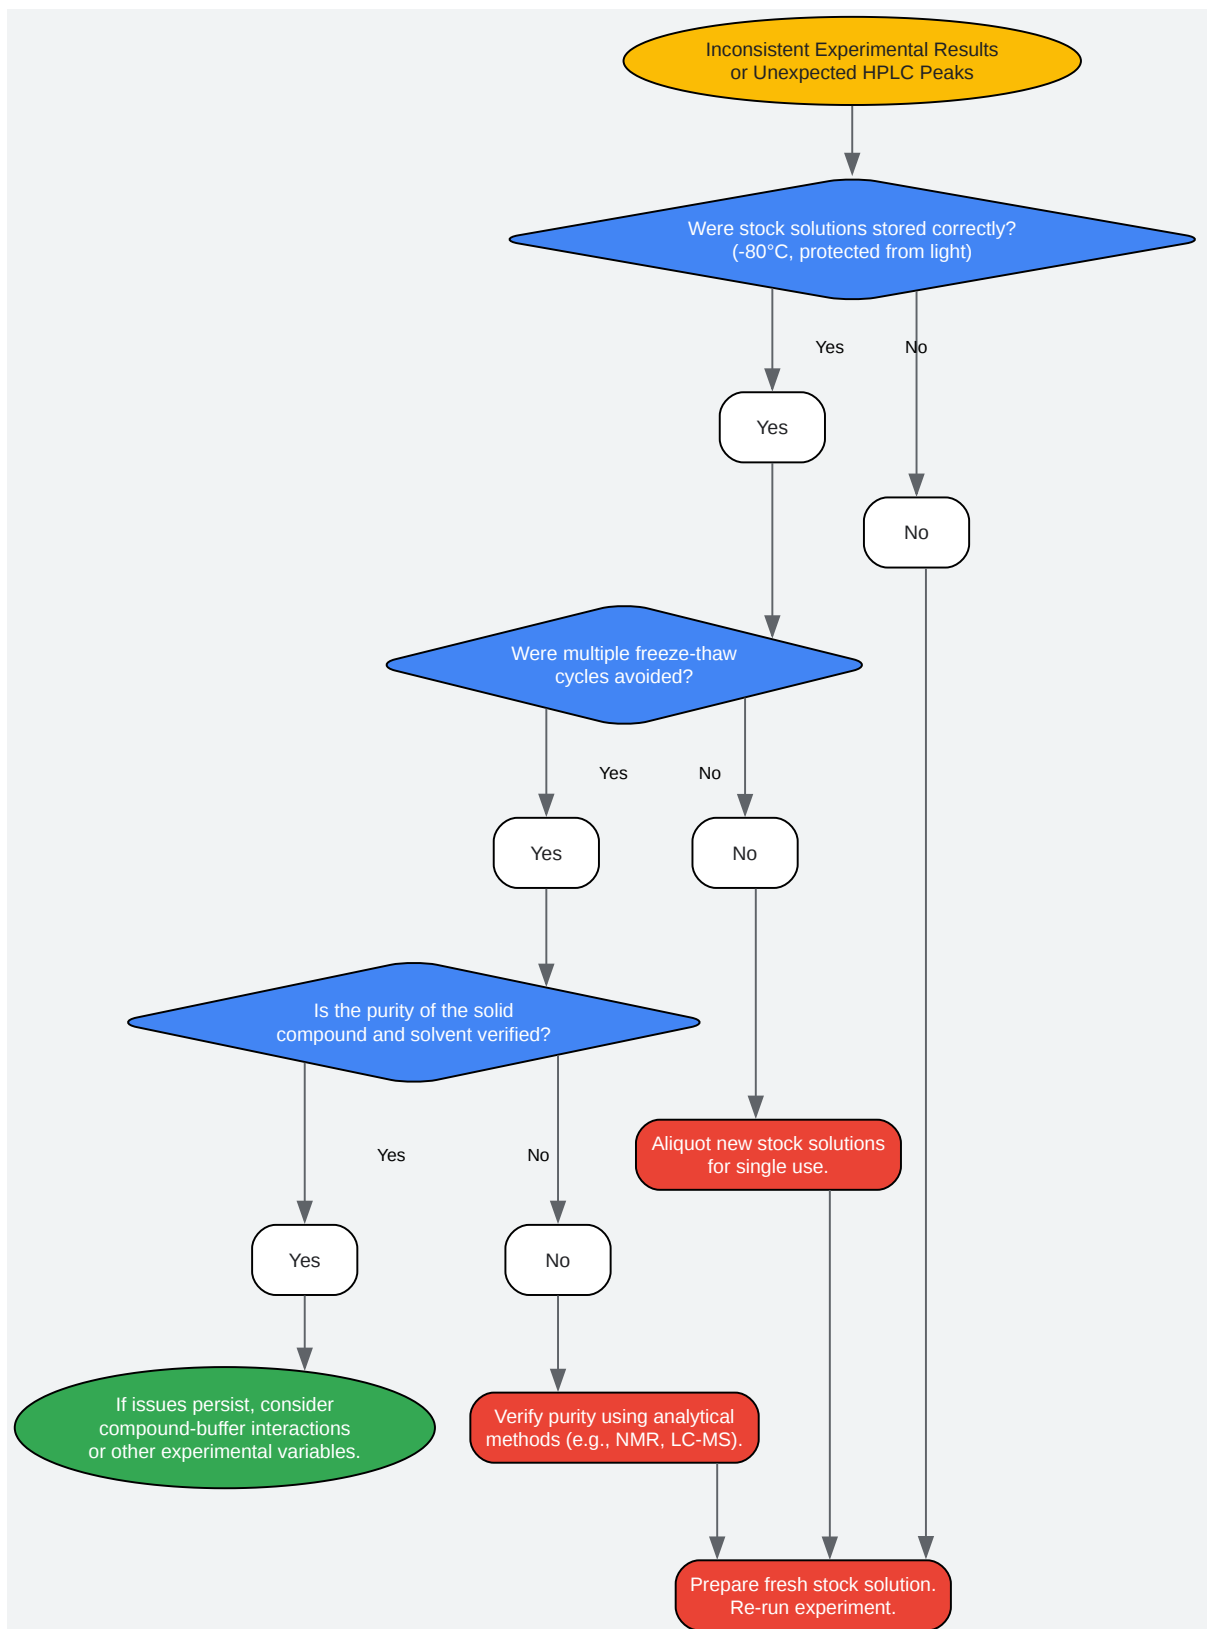 Inconsistent Experimental Results
or Unexpected HPLC Peaks
Were stock solutions stored correctly?
(-80°C, protected from light)
Yes
No
Yes
No
Were multiple freeze-thaw
cycles avoided?
Yes
No
Yes
No
Is the purity of the solid
compound and solvent verified?
Aliquot new stock solutions
for single use.
Yes
No
Yes
No
If issues persist, consider
compound-buffer interactions
or other experimental variables.
Verify purity using analytical
methods (e.g., NMR, LC-MS).
Prepare fresh stock solution.
Re-run experiment.